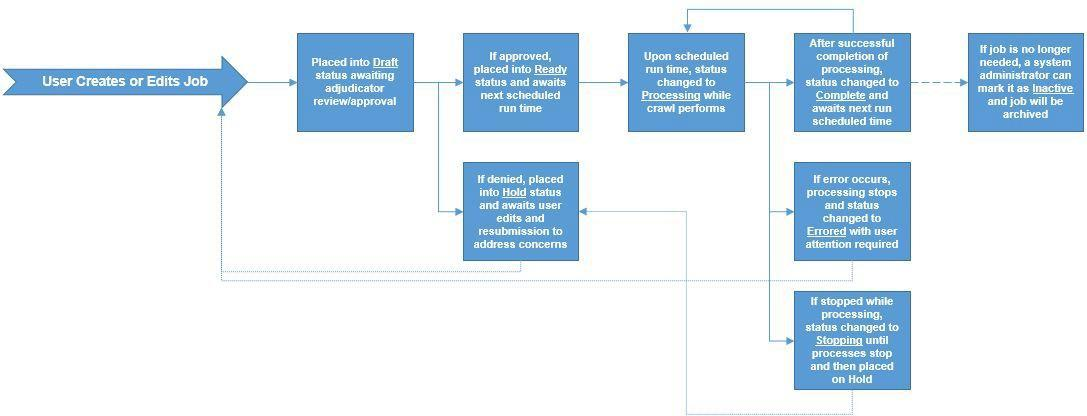 User Creates or Edits Job
Placed into Draft
status awaiting
adjudicator
review/approval
If approved,
placed into Ready
status and awaits
next scheduled
run time
Upon scheduled
run time, status
changed to
Processing while
crawl performs
After successful
completion of
processing,
status changed to
Complete and
awaits next run
scheduled time
If job is no longer
needed, a system
administrator can
mark it as Inactive
and job will be
archived
If denied, placed
into Hold status
and awaits user
edits and
resubmission to
address concerns
If error occurs,
processing stops
and status
changed to
Errored with user
attention required
If stopped while
processing,
status changed to
Stopping until
processes stop
and then placed
on Hold